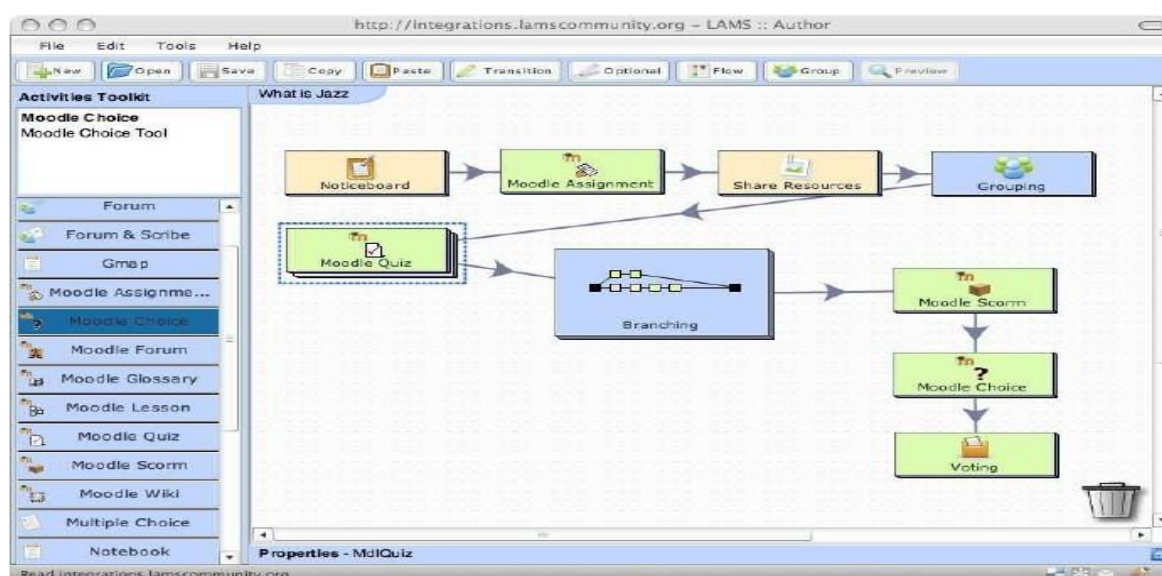 http://integrations.lamscommunity.org – LAMS :: Author
File Edit Tools Help
New Open Save Copy Paste Transition Optional Flow Group Preview
Activities Toolkit
Moodle Choice
Moodle Choice Tool
Forum
Forum & Scribe
Gmap
Moodle Assignme...
Moodle Choice
Moodle Forum
Moodle Glossary
Moodle Lesson
Moodle Quiz
Moodle Scorm
Moodle Wiki
Multiple Choice
Notebook
What is Jazz
Noticeboard
Moodle Assignment
Share Resources
Grouping
Moodle Quiz
Branching
Moodle Scorm
Moodle Choice
Voting
Properties - MdlQuiz
Read integrations.lamscommunity.org